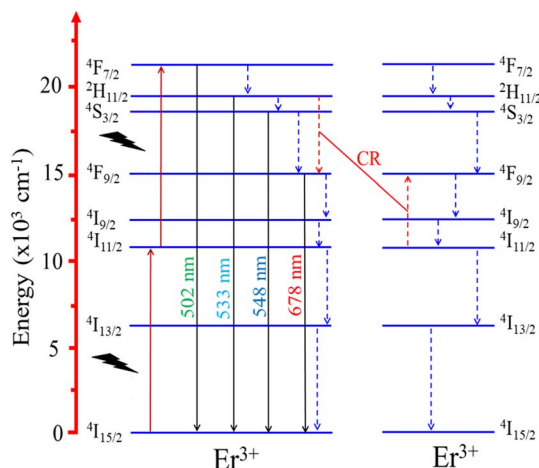 Energy (x10³ cm⁻¹)
20
15
10
5
0
⁴F₇/₂
²H₁₁/₂
⁴S₃/₂
⁴F₉/₂
⁴I₉/₂
⁴I₁₁/₂
⁴I₁₃/₂
⁴I₁₅/₂
502 nm
533 nm
548 nm
678 nm
CR
⁴F₇/₂
²H₁₁/₂
⁴S₃/₂
⁴F₉/₂
⁴I₉/₂
⁴I₁₁/₂
⁴I₁₃/₂
⁴I₁₅/₂
Er³⁺
Er³⁺